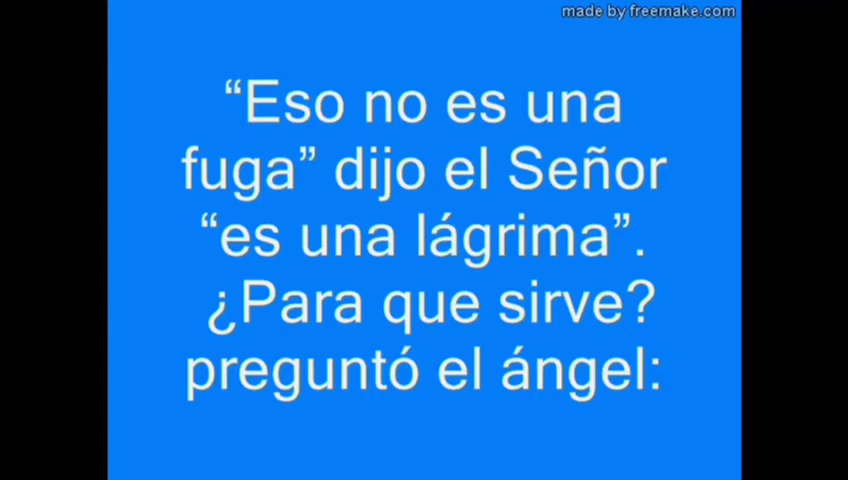 made by freemake.com
“Eso no es una
fuga” dijo el Señor
“es una lágrima”.
¿Para que sirve?
preguntó el ángel: